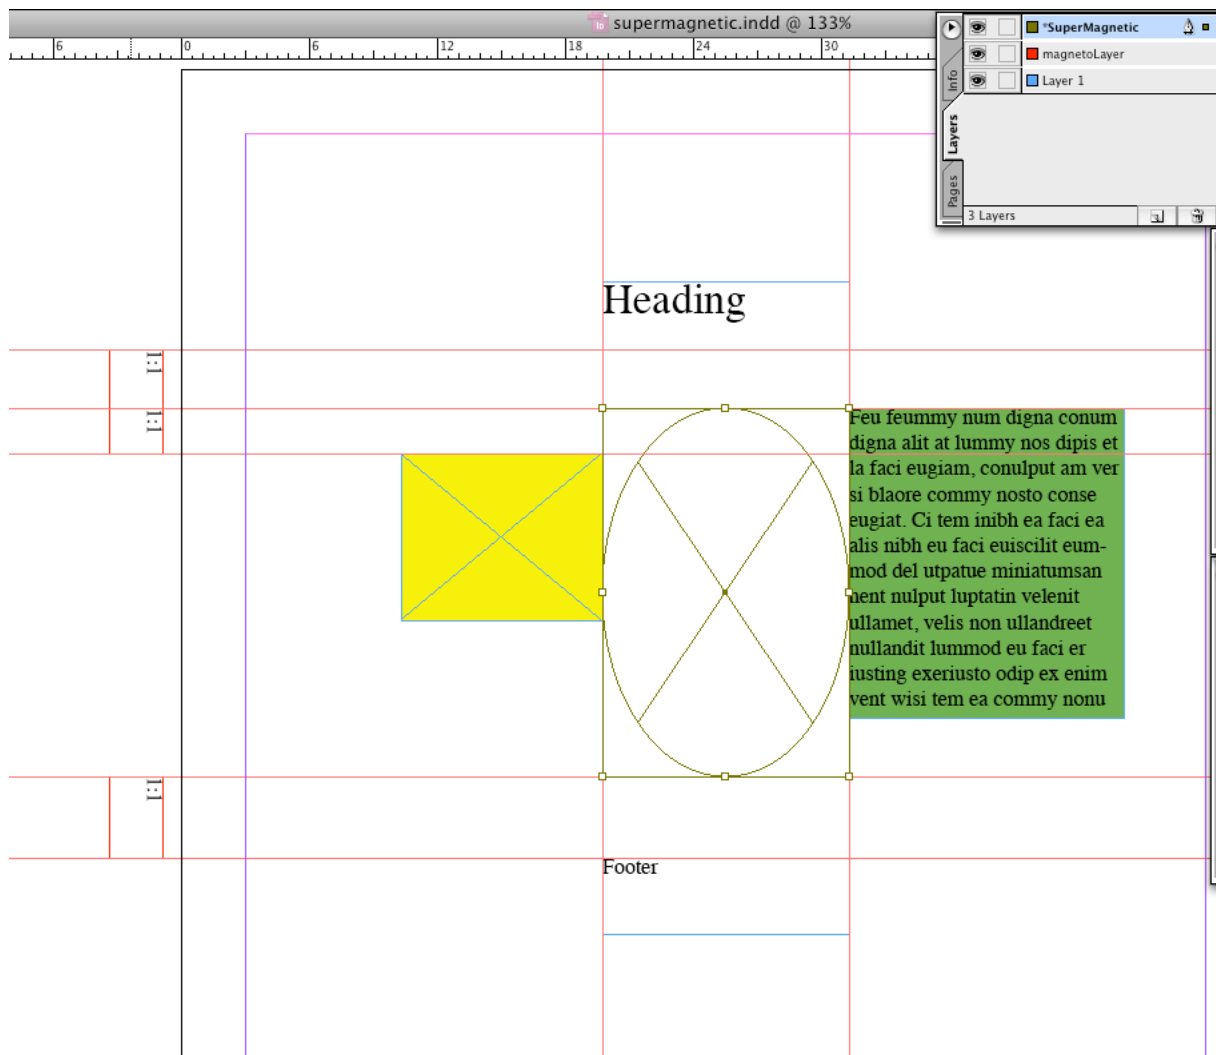 supermagnetic.indd @ 133%
6 0 6 12 18 24 30
*SuperMagnetic
magnetoLayer
Layer 1
Info
Layers
Pages
3 Layers
Heading
1:1
1:1
Feu feummy num digna conum
digna alit at lummy nos dipis et
la faci eugiam, conulput am ver
si blaore commy nosto conse
eugiat. Ci tem inibh ea faci ea
alis nibh eu faci euiscilit eum-
mod del utpatue miniatumsan
hent nulput luptatin velenit
ullamet, velis non ullandreet
nullandit lummod eu faci er
iusting exeriusto odip ex enim
vent wisi tem ea commy nonu
1:1
Footer